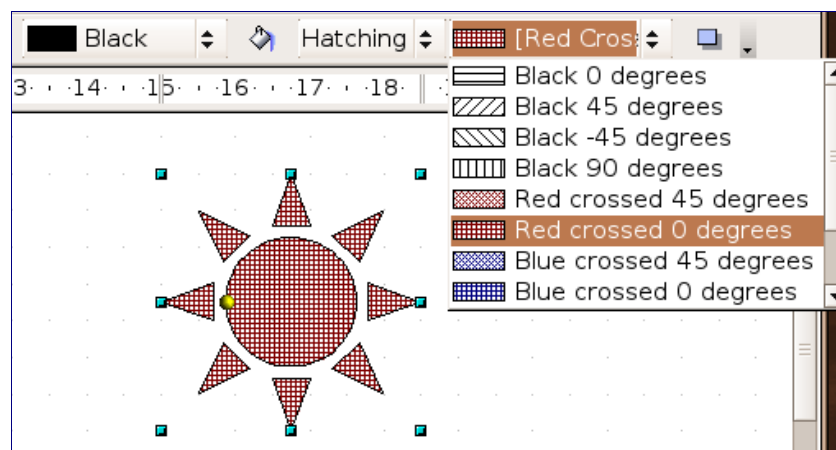 Black Hatching [Red Cros
3 14 15 16 17 18
Black 0 degrees
Black 45 degrees
Black -45 degrees
Black 90 degrees
Red crossed 45 degrees
Red crossed 0 degrees
Blue crossed 45 degrees
Blue crossed 0 degrees